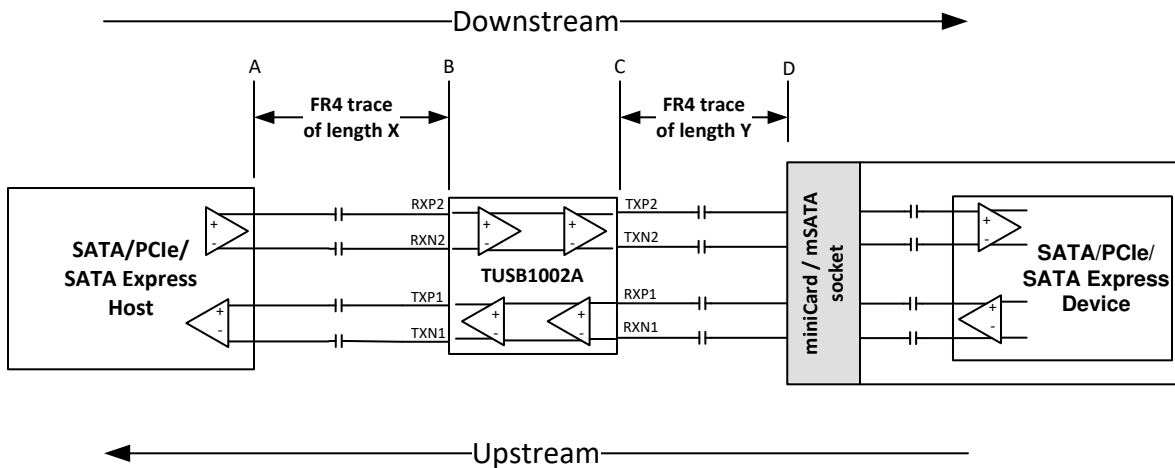 Downstream
A
B
C
D
FR4 trace
of length X
FR4 trace
of length Y
SATA/PCIe/
SATA Express
Host
+
-
+
-
RXP2
RXN2
TXP1
TXN1
+
-
+
-
TUSB1002A
+
-
+
-
TXP2
TXN2
RXP1
RXN1
miniCard / mSATA
socket
+
-
SATA/PCIe/
SATA Express
Device
+
-
Upstream